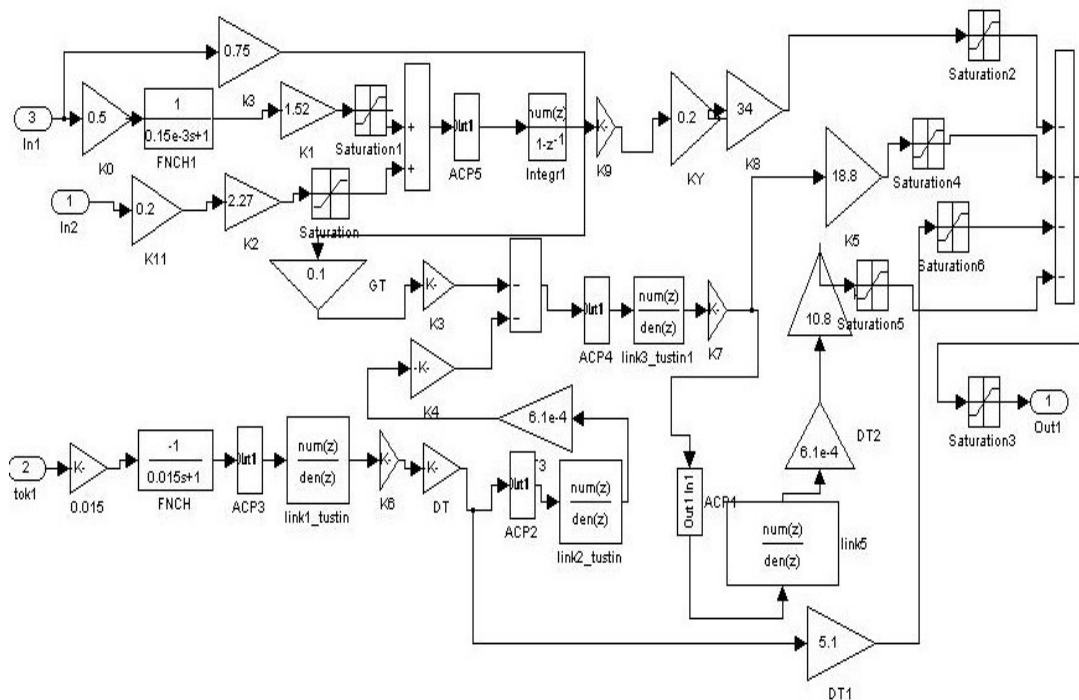 0.75
Saturation2
3
In1
0.5
K0
1
0.15e-3s+1
FNCH1
k3
1.52
K1
Saturation1
+
+
Out1
ACP5
num(z)
1-z-1
Integr1
K-
K9
0.2
KY
34
K8
18.8
K5
Saturation4
Saturation6
-
-
-
-
1
In2
0.2
K11
2.27
K2
Saturation
0.1
GT
K-
K3
-
-
Out1
ACP4
num(z)
den(z)
link3_tustin1
K-
K7
10.8
Saturation5
-K-
K4
6.1e-4
6.1e-4
DT2
Saturation3
1
Out1
2
tok1
K-
0.015
-1
0.015s+1
FNCH
Out1
ACP3
num(z)
den(z)
link1_tustin
K-
K6
K-
DT
Out1
ACP2
num(z)
den(z)
link2_tustin
Out1 In1
ACP1
num(z)
den(z)
link5
5.1
DT1